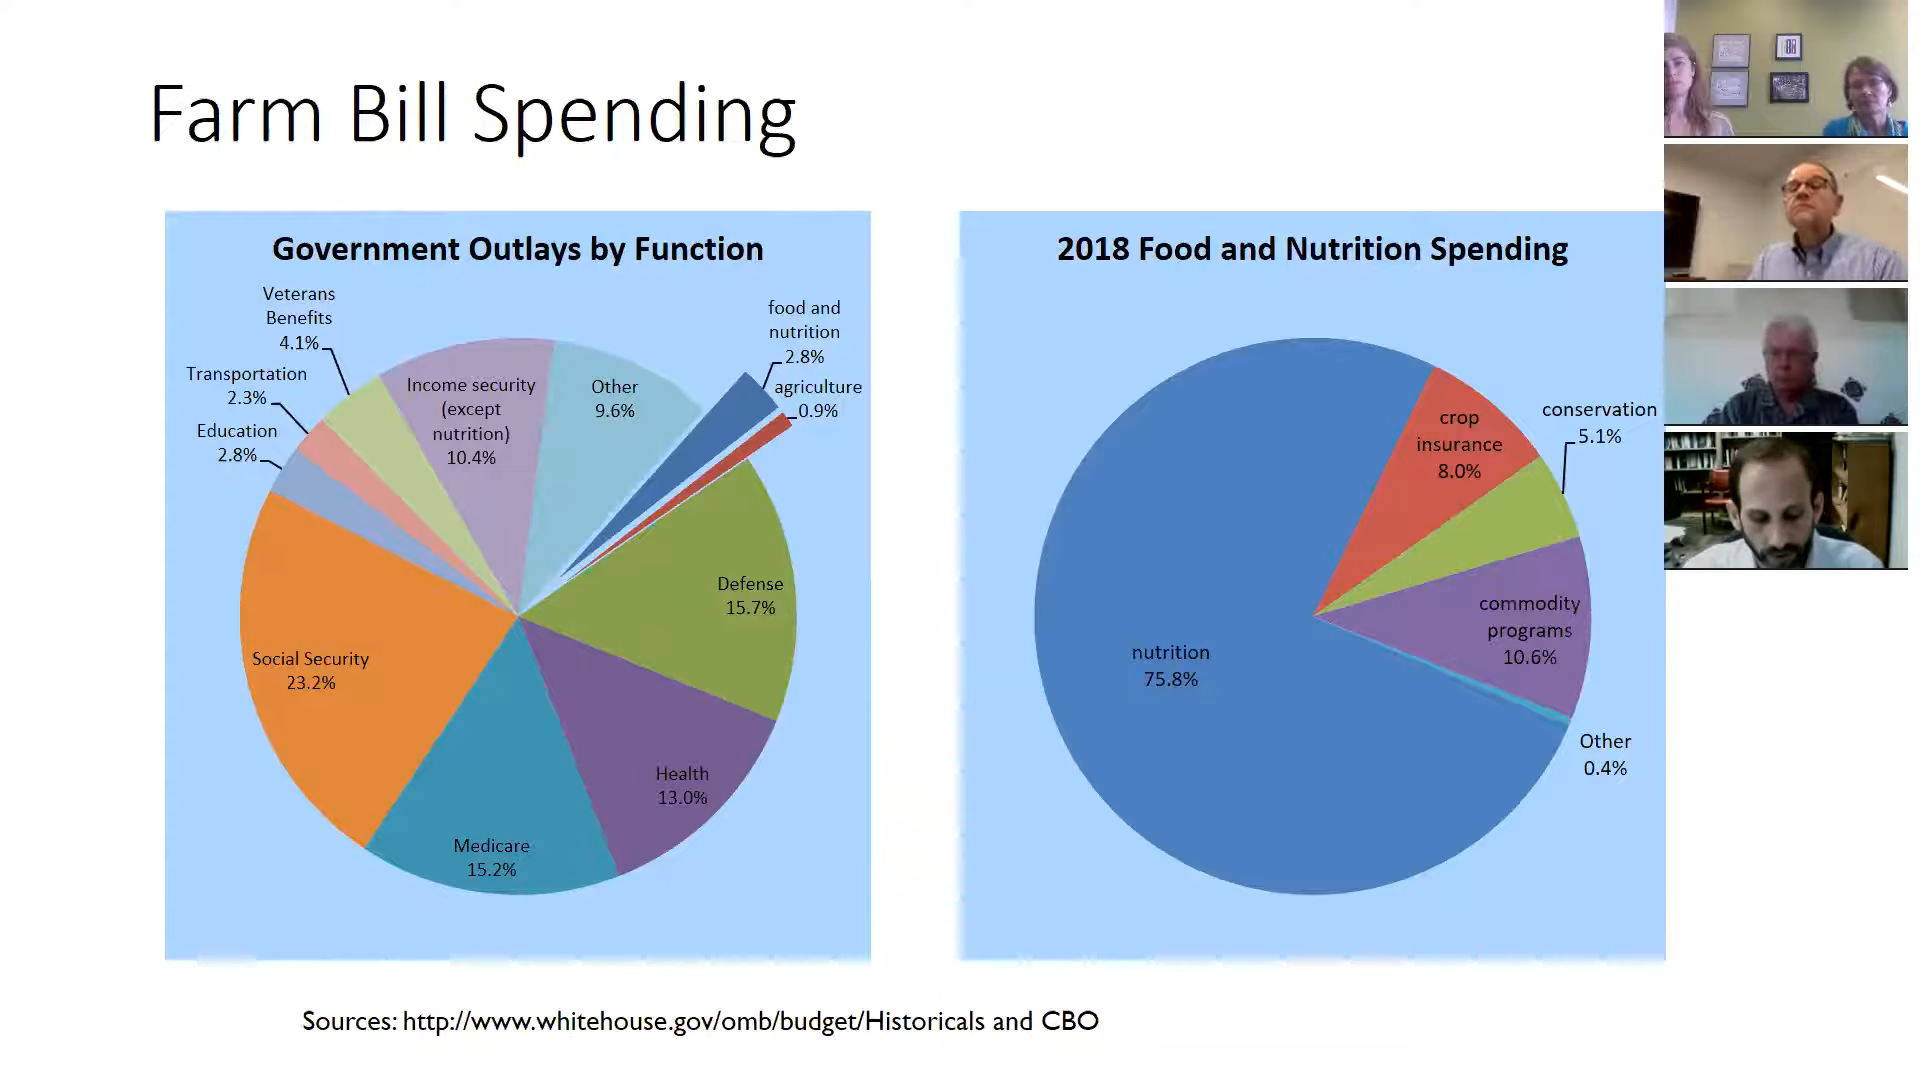 Farm Bill Spending
Government Outlays by Function
Veterans
Benefits
4.1%
Transportation
2.3%
Education
2.8%
Income security
(except
nutrition)
10.4%
Other
9.6%
food and
nutrition
2.8%
agriculture
0.9%
Defense
15.7%
Social Security
23.2%
Health
13.0%
Medicare
15.2%
2018 Food and Nutrition Spending
crop
insurance
8.0%
conservation
5.1%
commodity
programs
10.6%
nutrition
75.8%
Other
0.4%
Sources: http://www.whitehouse.gov/omb/budget/Historicals and CBO